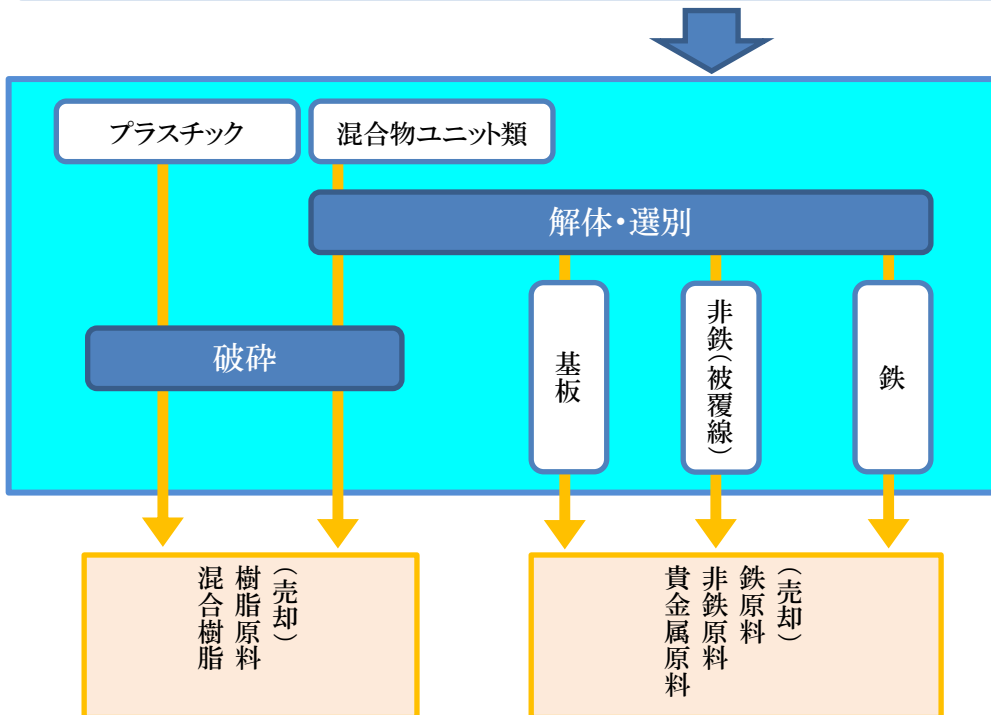 プラスチック
混合物ユニット類
解体・選別
破砕
基板
非鉄(被覆線)
鉄
(売却)
樹脂原料
混合樹脂
(売却)
鉄原料
非鉄原料
貴金属原料